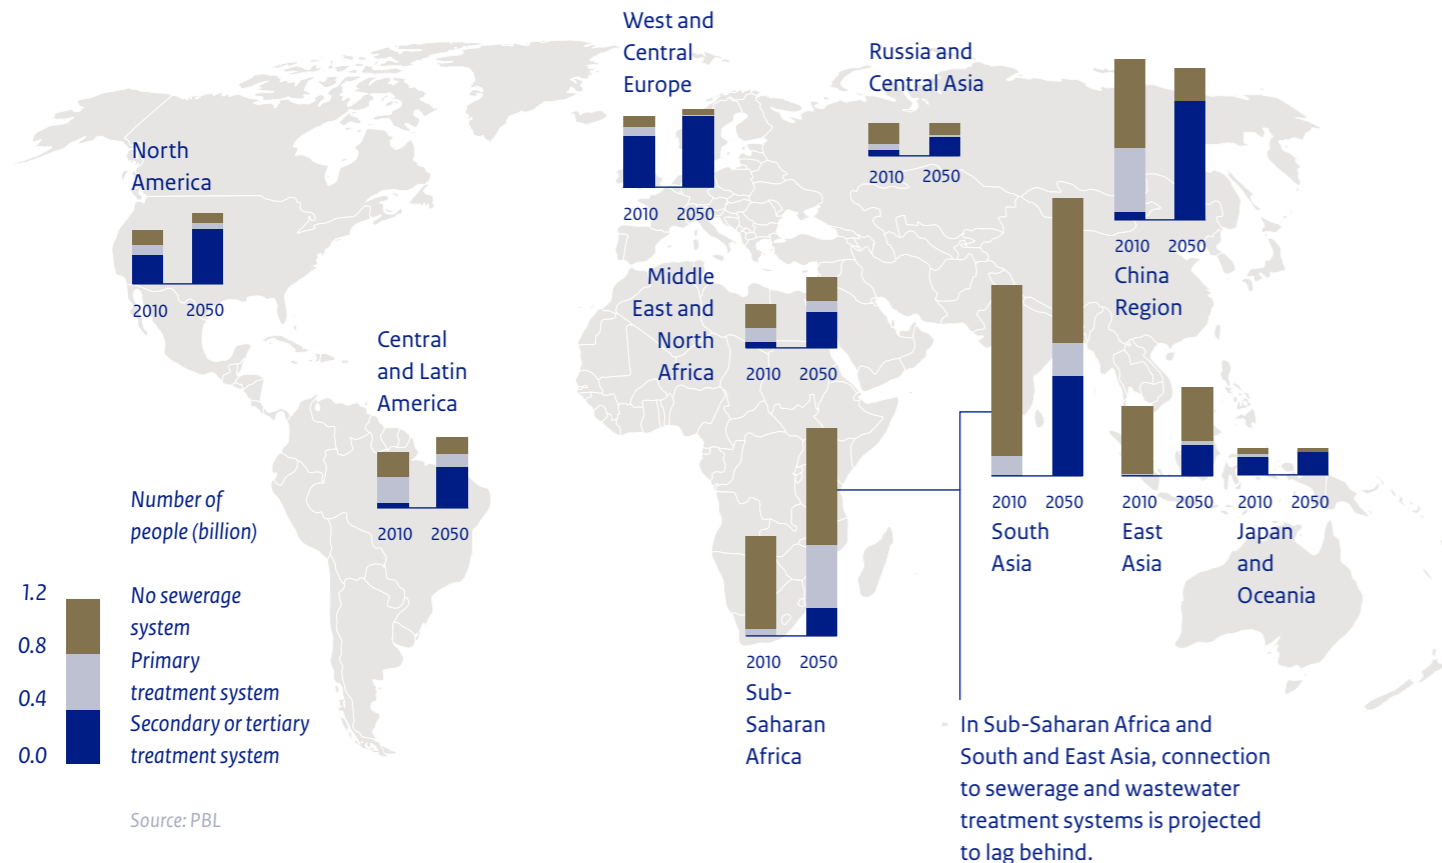 West and
Central
Europe
2010 2050
Russia and
Central Asia
2010 2050
2010 2050
China
Region
North
America
2010 2050
Middle
East and
North
Africa
2010 2050
Central
and Latin
America
2010 2050
2010 2050
South
Asia
2010 2050
East
Asia
2010 2050
Japan
and
Oceania
2010 2050
Sub-
Saharan
Africa
Number of
people (billion)
1.2
0.8
0.4
0.0
No sewerage
system
Primary
treatment system
Secondary or tertiary
treatment system
Source: PBL
In Sub-Saharan Africa and
South and East Asia, connection
to sewerage and wastewater
treatment systems is projected
to lag behind.